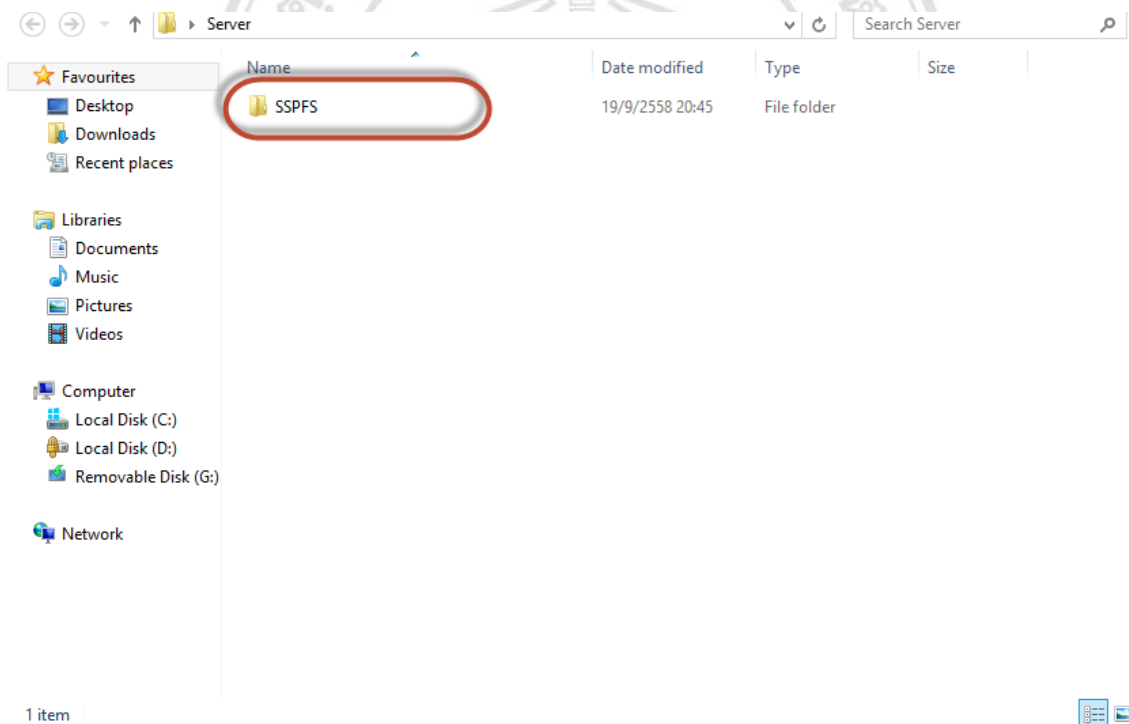 Server
Search Server
Name Date modified Type Size
SSPFS 19/9/2558 20:45 File folder
Favourites
Desktop
Downloads
Recent places
Libraries
Documents
Music
Pictures
Videos
Computer
Local Disk (C:)
Local Disk (D:)
Removable Disk (G:)
Network
1 item